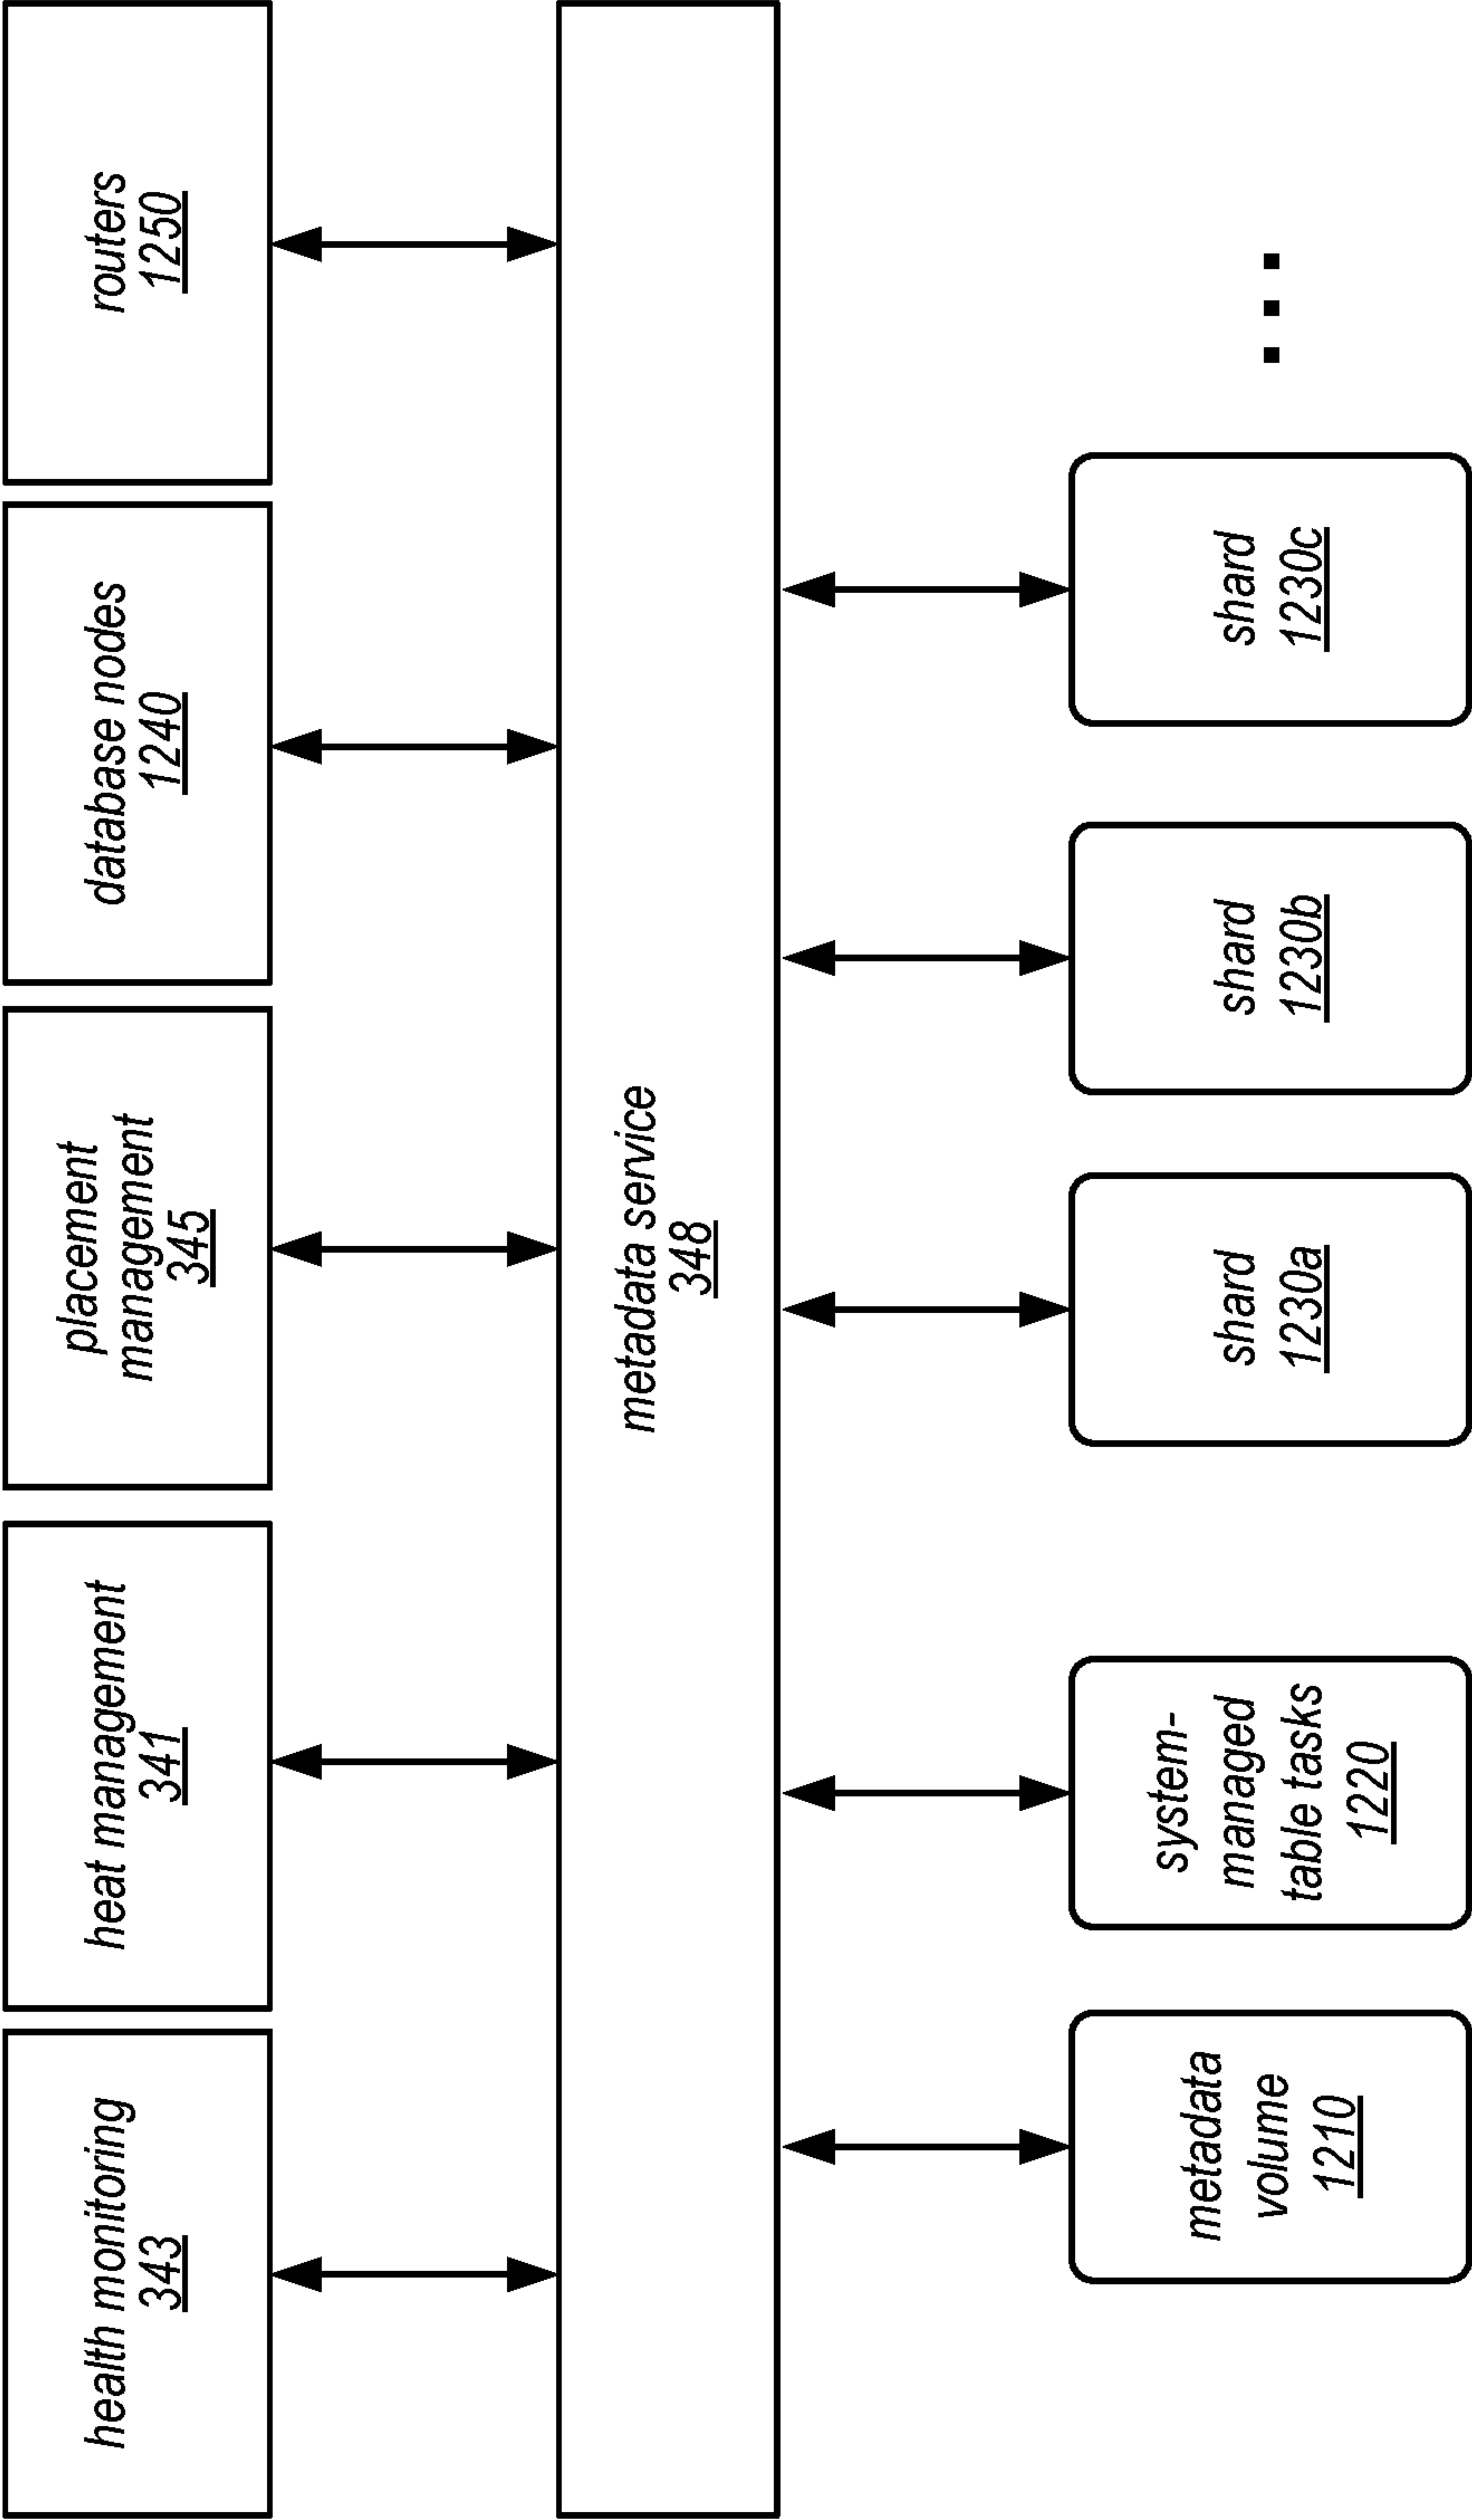 health monitoring
343
heat management
341
placement
management
345
database nodes
1240
routers
1250
metadata service
348
metadata
volume
1210
system-
managed
table tasks
1220
shard
1230a
shard
1230b
shard
1230c